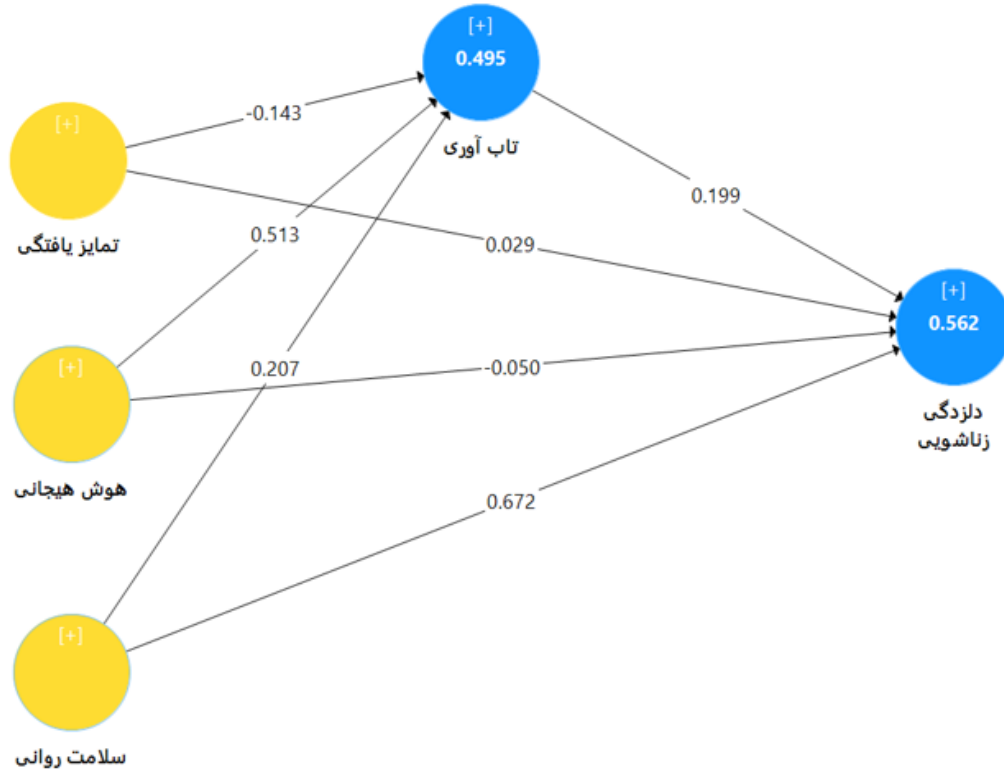 [+]
0.495
تاب آوری
[+]
تمایز یافتگی
-0.143
0.513
0.199
0.029
[+]
0.562
دلزدگی
زناشویی
[+]
هوش هیجانی
0.207
-0.050
0.672
[+]
سلامت روانی